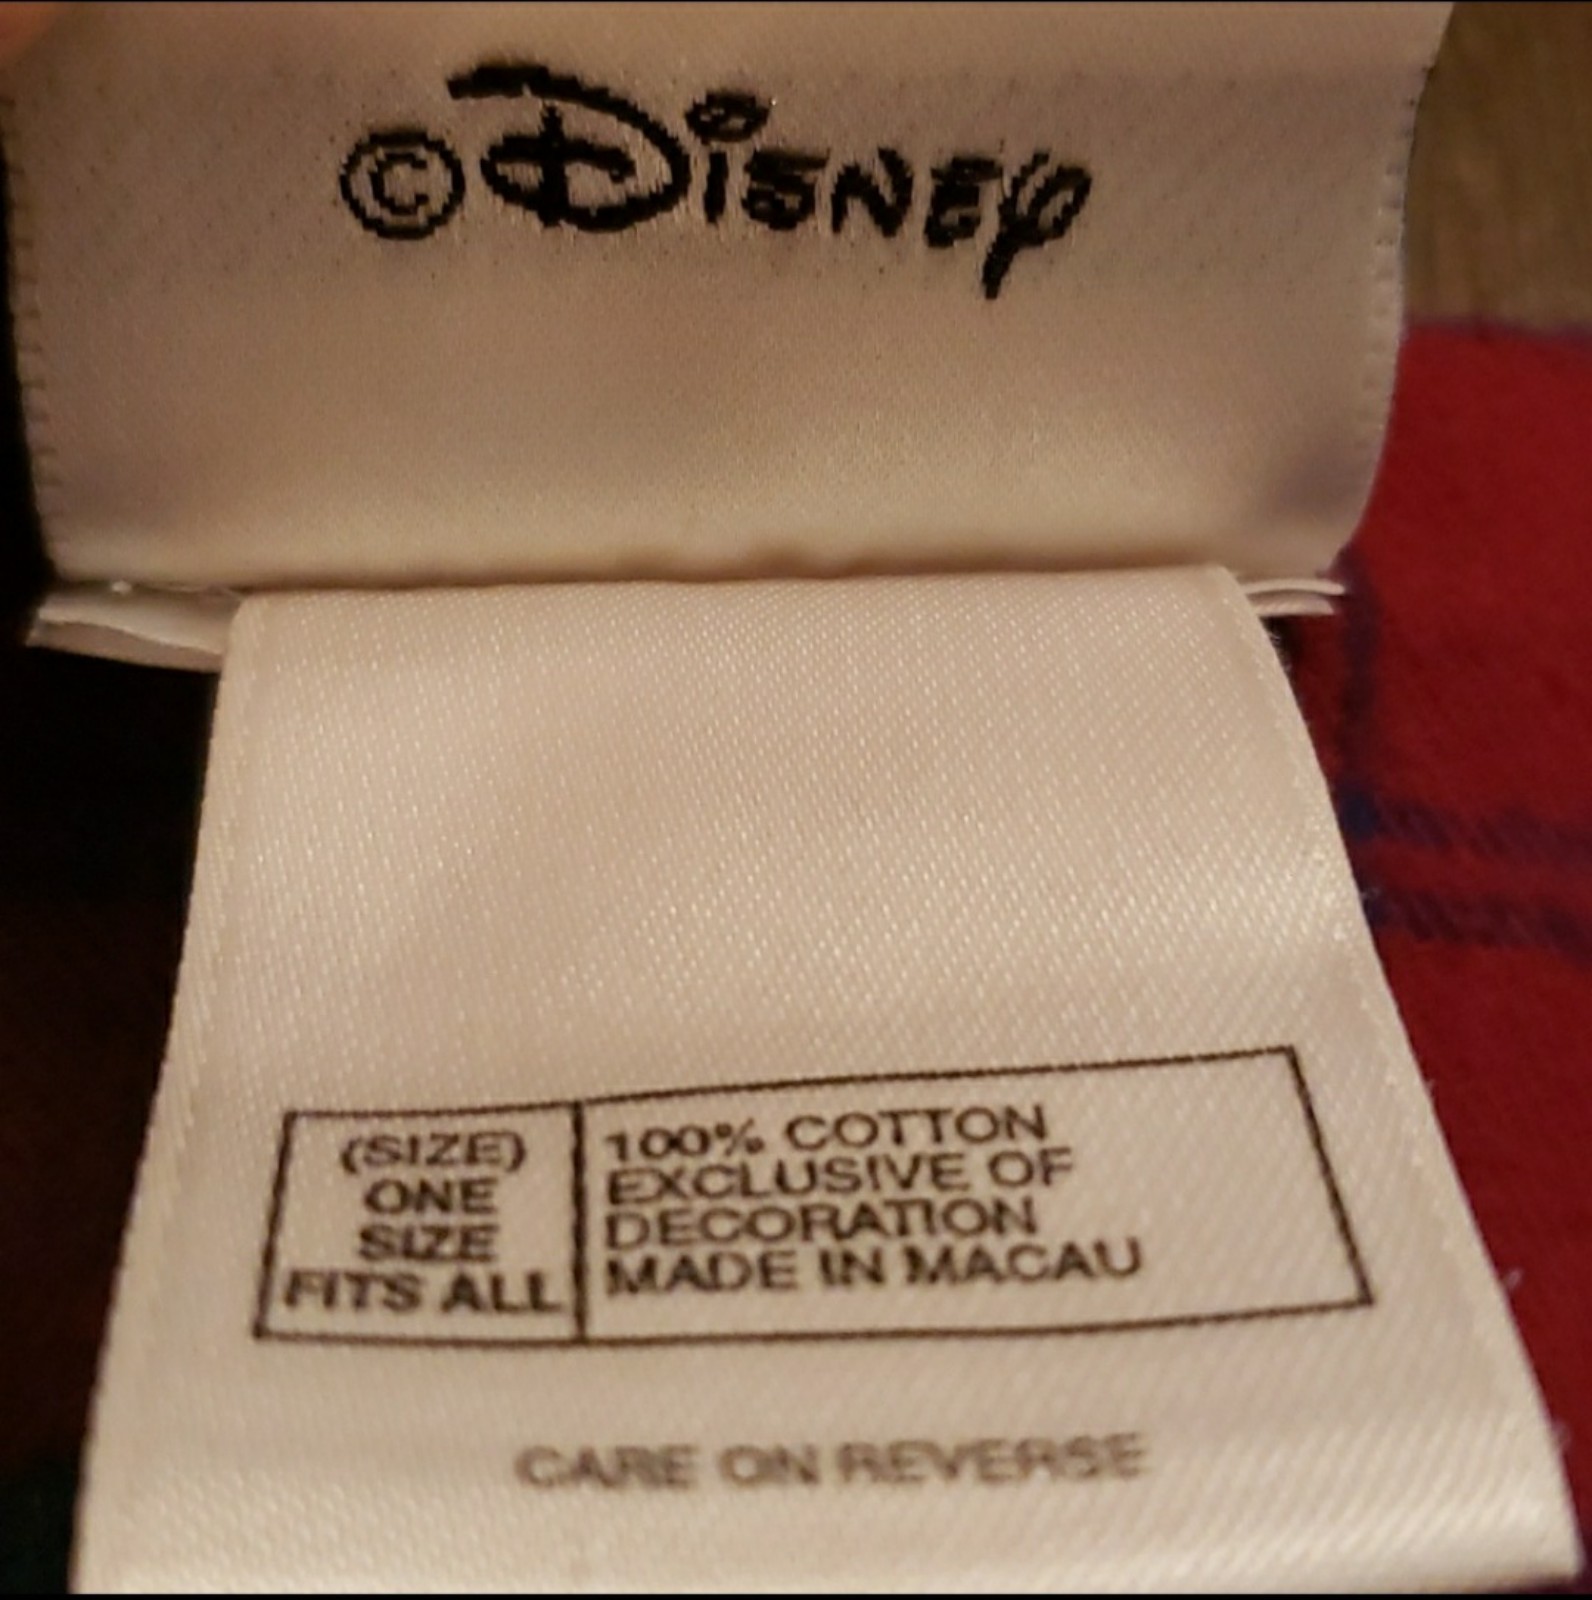 ©Disney
(SIZE)
ONE
SIZE
FITS ALL
100% COTTON
EXCLUSIVE OF
DECORATION
MADE IN MACAU
CARE ON REVERSE